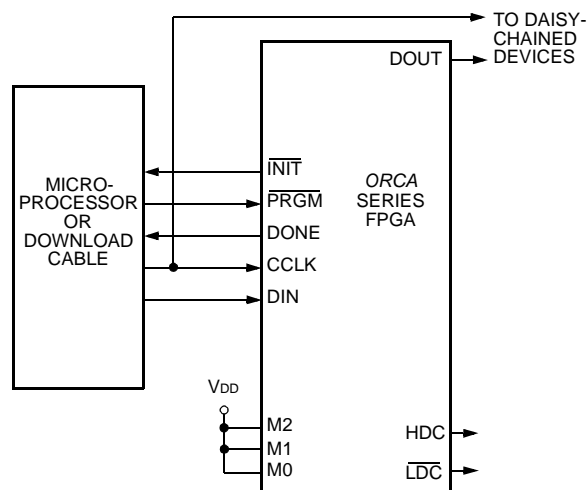 TO DAISY-
CHAINED
DEVICES
DOUT
MICRO-
PROCESSOR
OR
DOWNLOAD
CABLE
INIT
PRGM
DONE
CCLK
DIN
ORCA
SERIES
FPGA
VDD
M2
M1
M0
HDC
LDC